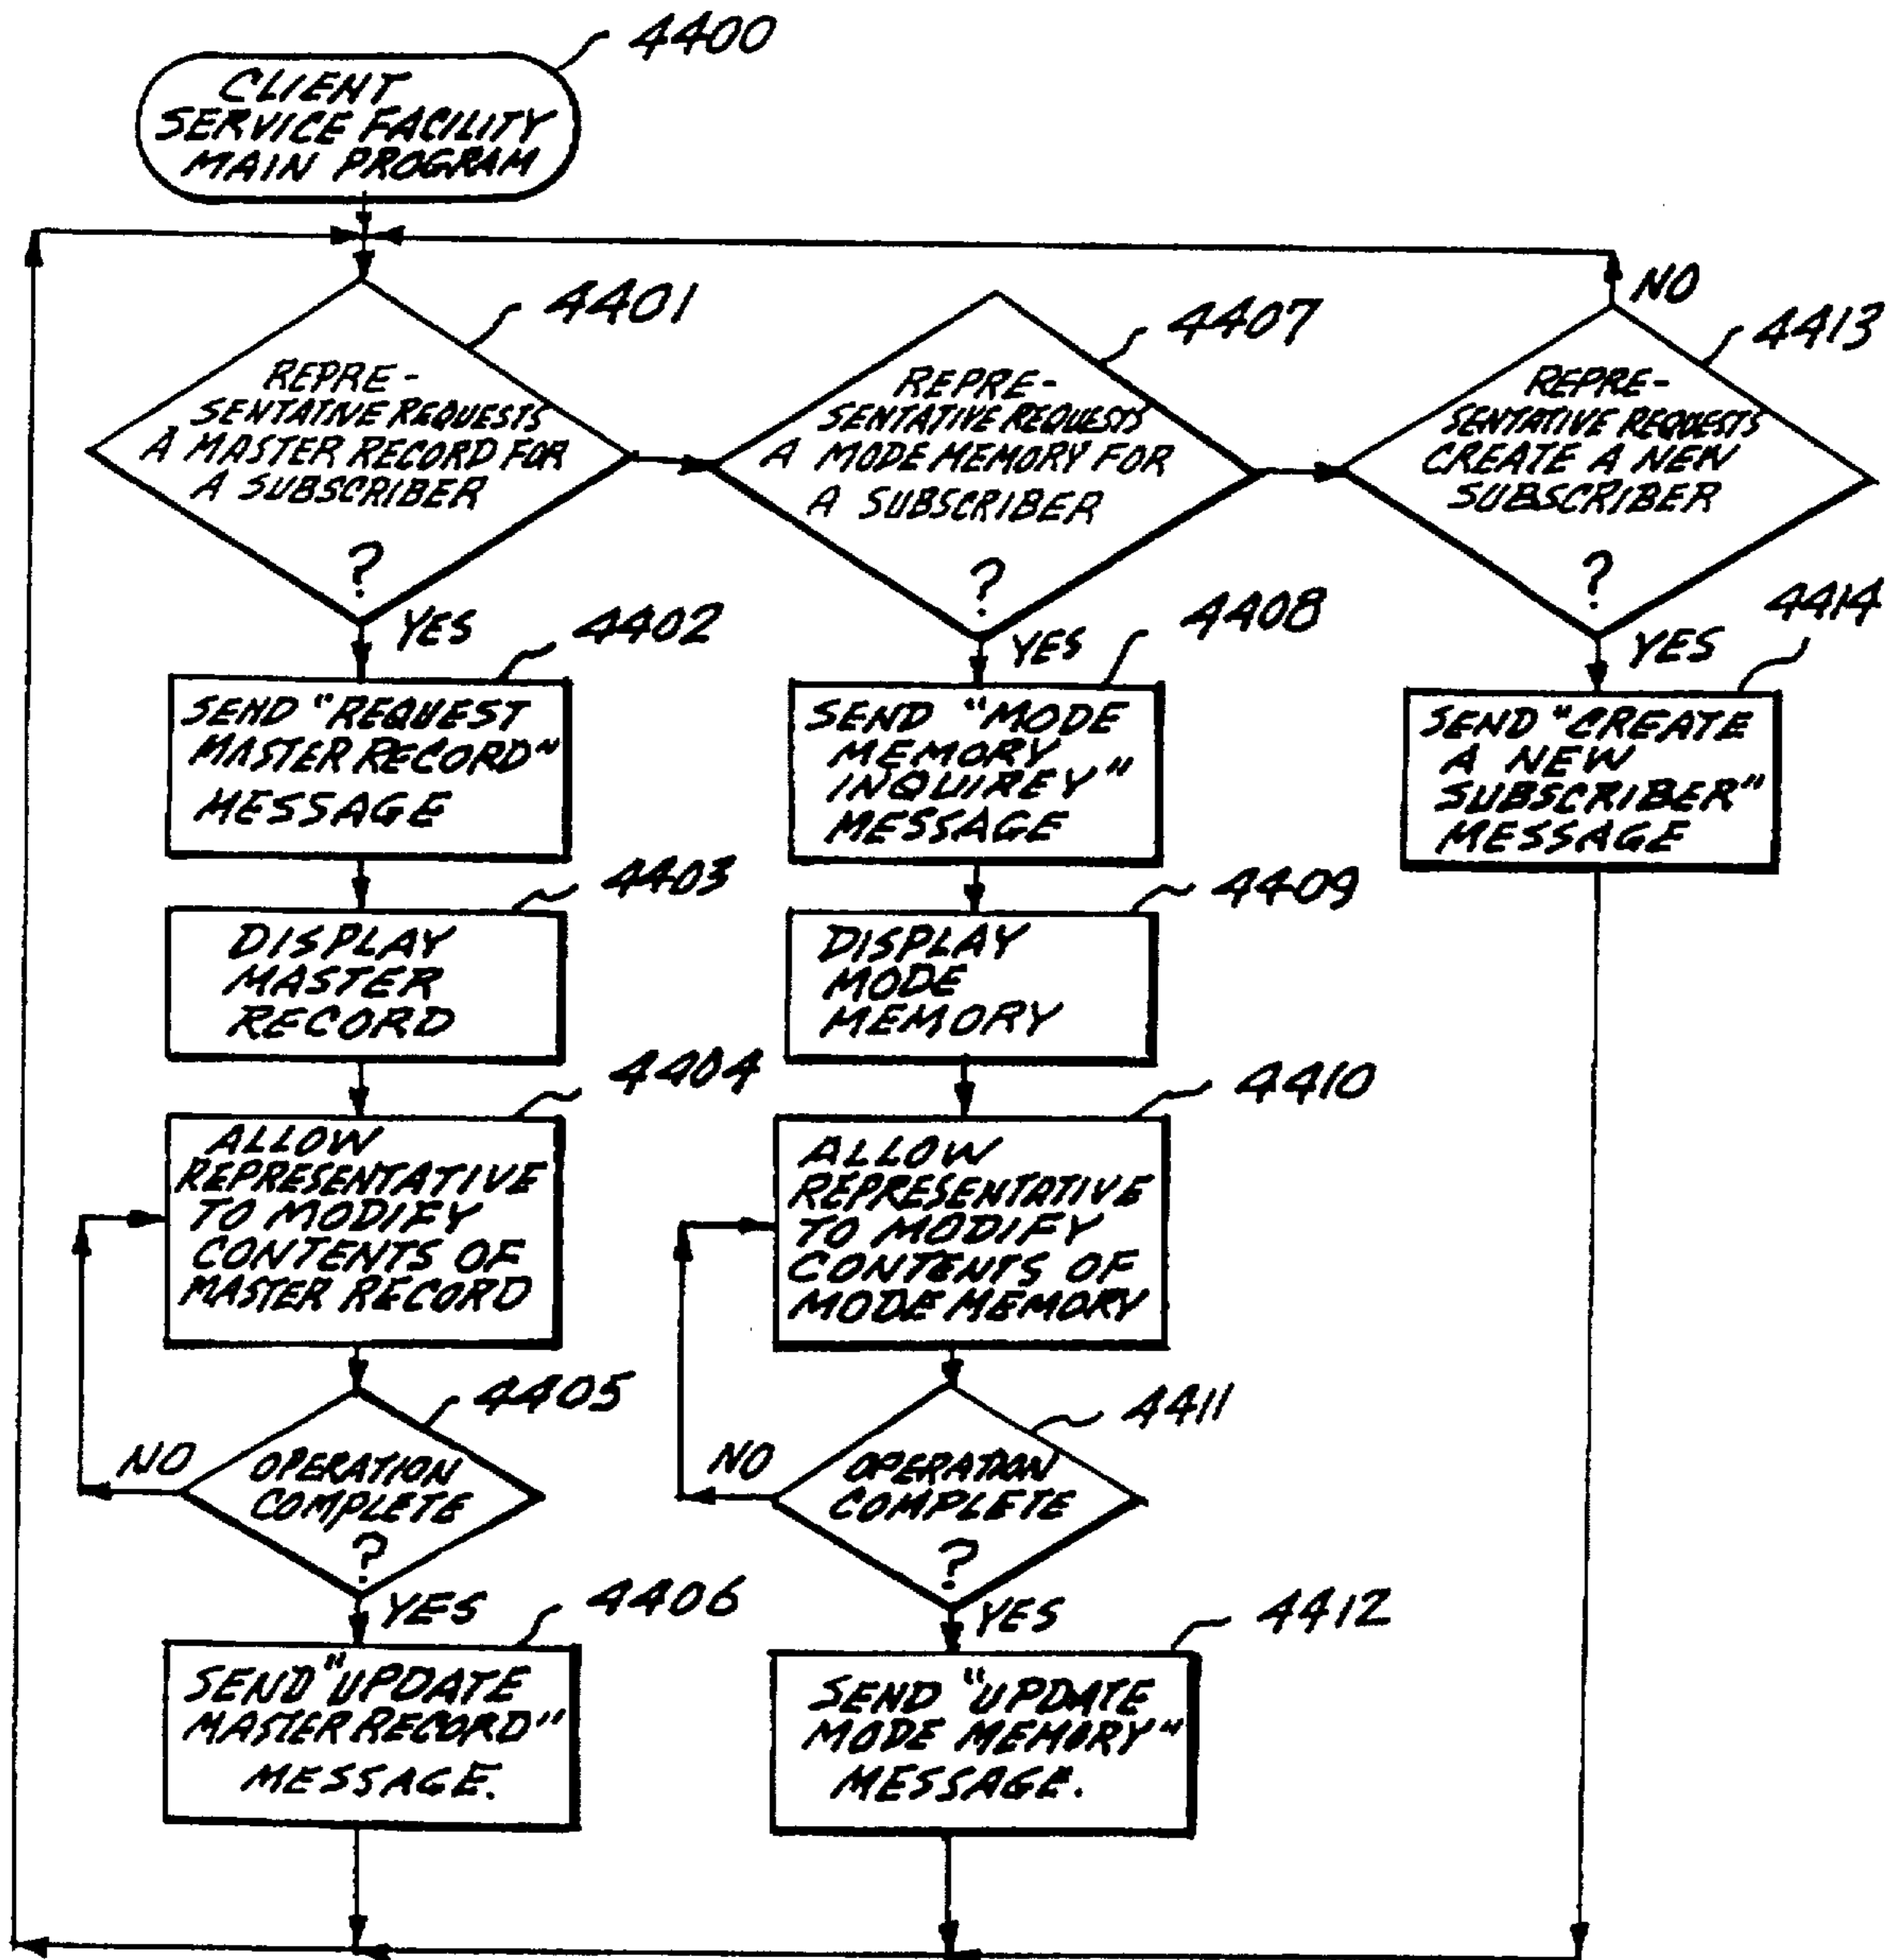 4400
CLIENT
SERVICE FACILITY
MAIN PROGRAM
4401
REPRE-
SENTATIVE REQUESTS
A MASTER RECORD FOR
A SUBSCRIBER
?
YES
4402
SEND "REQUEST
MASTER RECORD"
MESSAGE
4403
DISPLAY
MASTER
RECORD
4404
ALLOW
REPRESENTATIVE
TO MODIFY
CONTENTS OF
MASTER RECORD
4405
NO
OPERATION
COMPLETE
?
YES
4406
SEND "UPDATE
MASTER RECORD"
MESSAGE.
4407
REPRE-
SENTATIVE REQUESTS
A MODE MEMORY FOR
A SUBSCRIBER
?
YES
4408
SEND "MODE
MEMORY
INQUIREY"
MESSAGE
4409
DISPLAY
MODE
MEMORY
4410
ALLOW
REPRESENTATIVE
TO MODIFY
CONTENTS OF
MODE MEMORY
4411
NO
OPERATION
COMPLETE
?
YES
4412
SEND "UPDATE
MODE MEMORY"
MESSAGE.
NO
4413
REPRE-
SENTATIVE REQUESTS
CREATE A NEW
SUBSCRIBER
?
YES
4414
SEND "CREATE
A NEW
SUBSCRIBER"
MESSAGE